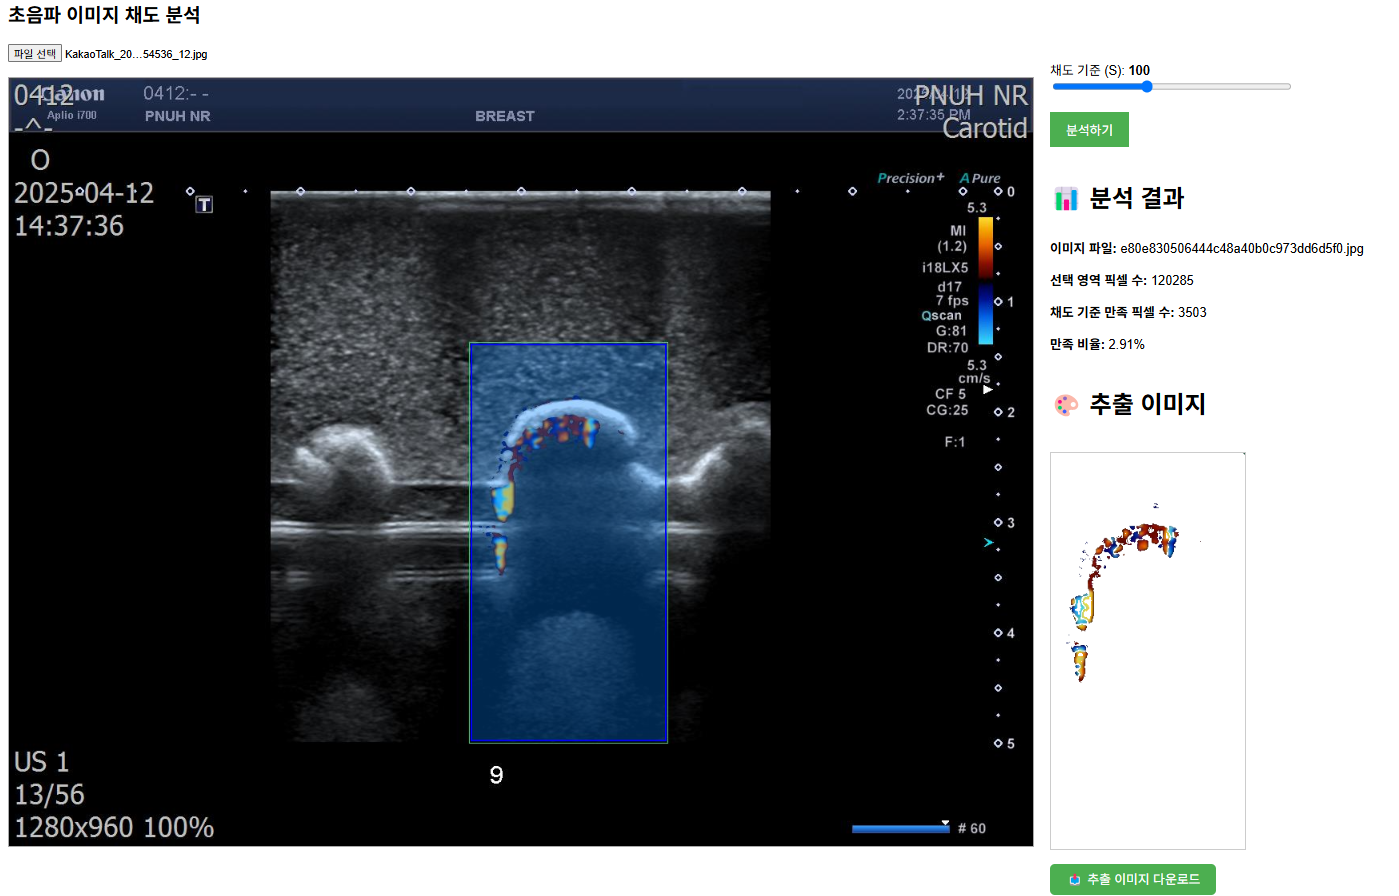 초음파 이미지 채도 분석
파일 선택 KakaoTalk_20...54536_12.jpg
0412
Canon
Aplio i700
-^-
0412:- -
PNUH NR
BREAST
2:37:35 PM
PNUH NR
Carotid
O
2025-04-12
14:37:36
T
Precision+ A Pure
5.3
MI
(1.2)
i18LX5
d17
7 fps
Qscan
G:81
DR:70
5.3
cm/s
CF 5
CG:25
F:1
0
1
2
3
4
5
US 1
13/56
1280x960 100%
9
# 60
채도 기준 (S): 100
분석하기
분석 결과
이미지 파일: e80e830506444c48a40b0c973dd6d5f0.jpg
선택 영역 픽셀 수: 120285
채도 기준 만족 픽셀 수: 3503
만족 비율: 2.91%
추출 이미지
추출 이미지 다운로드